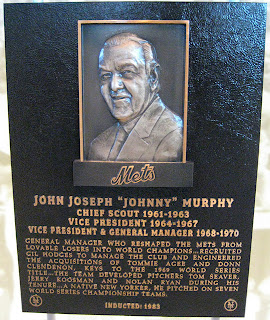 Mets
JOHN JOSEPH "JOHNNY" MURPHY
CHIEF SCOUT 1961-1963
VICE PRESIDENT 1964-1967
VICE PRESIDENT & GENERAL MANAGER 1968-1970
GENERAL MANAGER WHO RESHAPED THE METS FROM
LOVABLE LOSERS INTO WORLD CHAMPIONS...RECRUITED
GIL HODGES TO MANAGE THE CLUB AND ENGINEERED
THE ACQUISITIONS OF TOMMIE AGEE AND DONN
CLENDENON, KEYS TO THE 1969 WORLD SERIES
TITLE...THE TEAM DEVELOPED PITCHERS TOM SEAVER,
JERRY KOOSMAN AND NOLAN RYAN DURING HIS
TENURE...A NATIVE NEW YORKER, HE PITCHED ON SEVEN
WORLD SERIES CHAMPIONSHIP TEAMS.
INDUCTED: 1983